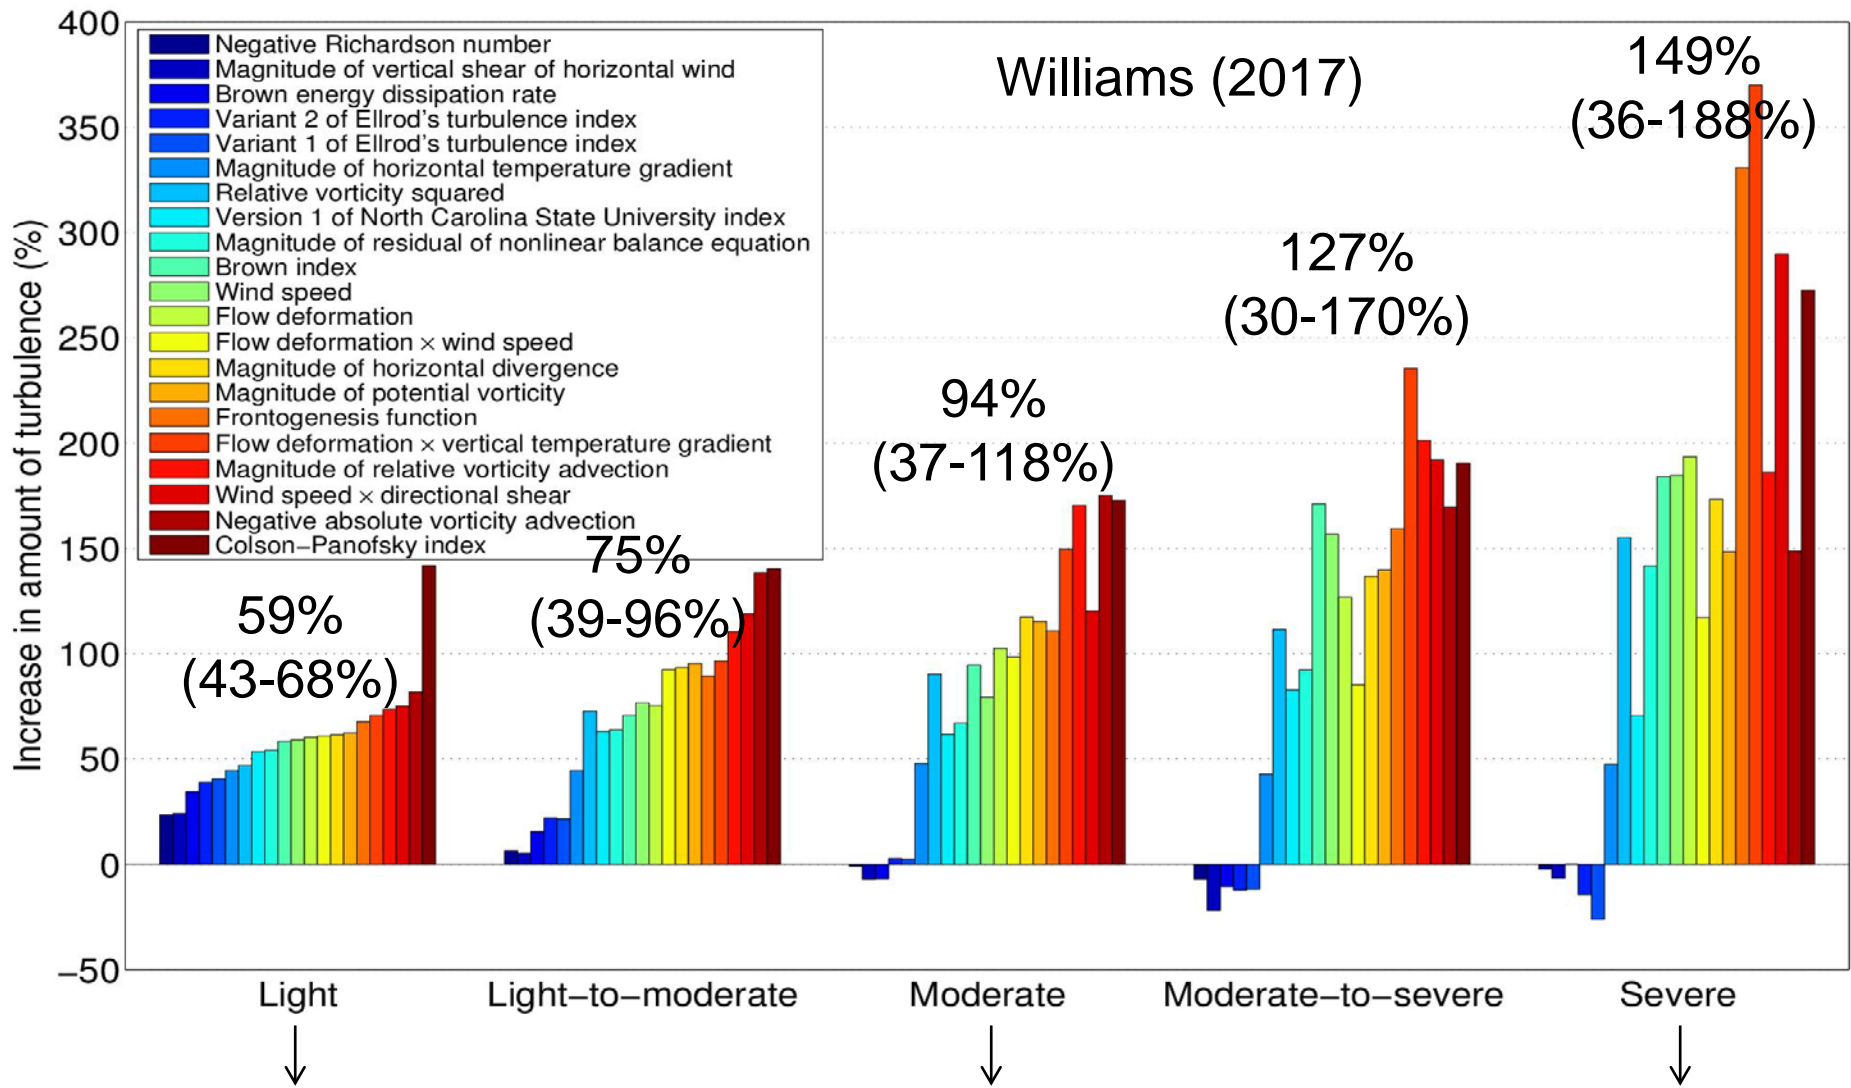 400
350
300
250
200
150
100
50
0
−50
Increase in amount of turbulence (%)
Negative Richardson number
Magnitude of vertical shear of horizontal wind
Brown energy dissipation rate
Variant 2 of Ellrod's turbulence index
Variant 1 of Ellrod's turbulence index
Magnitude of horizontal temperature gradient
Relative vorticity squared
Version 1 of North Carolina State University index
Magnitude of residual of nonlinear balance equation
Brown index
Wind speed
Flow deformation
Flow deformation × wind speed
Magnitude of horizontal divergence
Magnitude of potential vorticity
Frontogenesis function
Flow deformation × vertical temperature gradient
Magnitude of relative vorticity advection
Wind speed × directional shear
Negative absolute vorticity advection
Colson−Panofsky index
Williams (2017)
59%
(43-68%)
75%
(39-96%)
94%
(37-118%)
127%
(30-170%)
149%
(36-188%)
Light
Light−to−moderate
Moderate
Moderate−to−severe
Severe